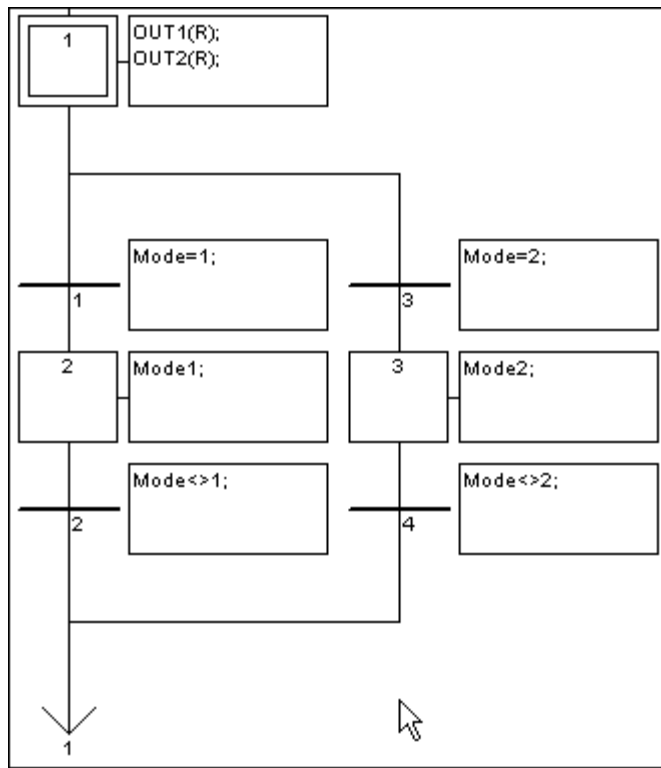 1
OUT1(R);
OUT2(R);
Mode=1;
1
Mode=2;
3
2
Mode1;
3
Mode2;
Mode<>1;
2
Mode<>2;
4
1